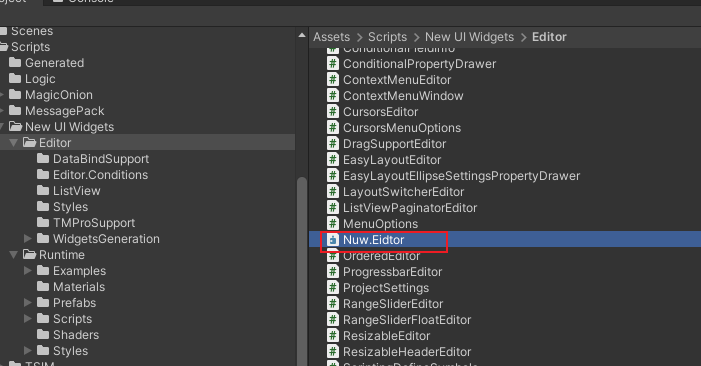 oject
Console
Scenes
Scripts
Generated
Logic
MagicOnion
MessagePack
New UI Widgets
Editor
DataBindSupport
Editor.Conditions
ListView
Styles
TMProSupport
WidgetsGeneration
Runtime
Examples
Materials
Prefabs
Scripts
Shaders
Styles
TSIM
Assets > Scripts > New UI Widgets > Editor
ConditionalFieldInfo
ConditionalPropertyDrawer
ContextMenuEditor
ContextMenuWindow
CursorsEditor
CursorsMenuOptions
DragSupportEditor
EasyLayoutEditor
EasyLayoutEllipseSettingsPropertyDrawer
LayoutSwitcherEditor
ListViewPaginatorEditor
MenuOptions
Nuw.Eidtor
OrderedEditor
ProgressbarEditor
ProjectSettings
RangeSliderEditor
RangeSliderFloatEditor
ResizableEditor
ResizableHeaderEditor
ScriptingDefineSymbols